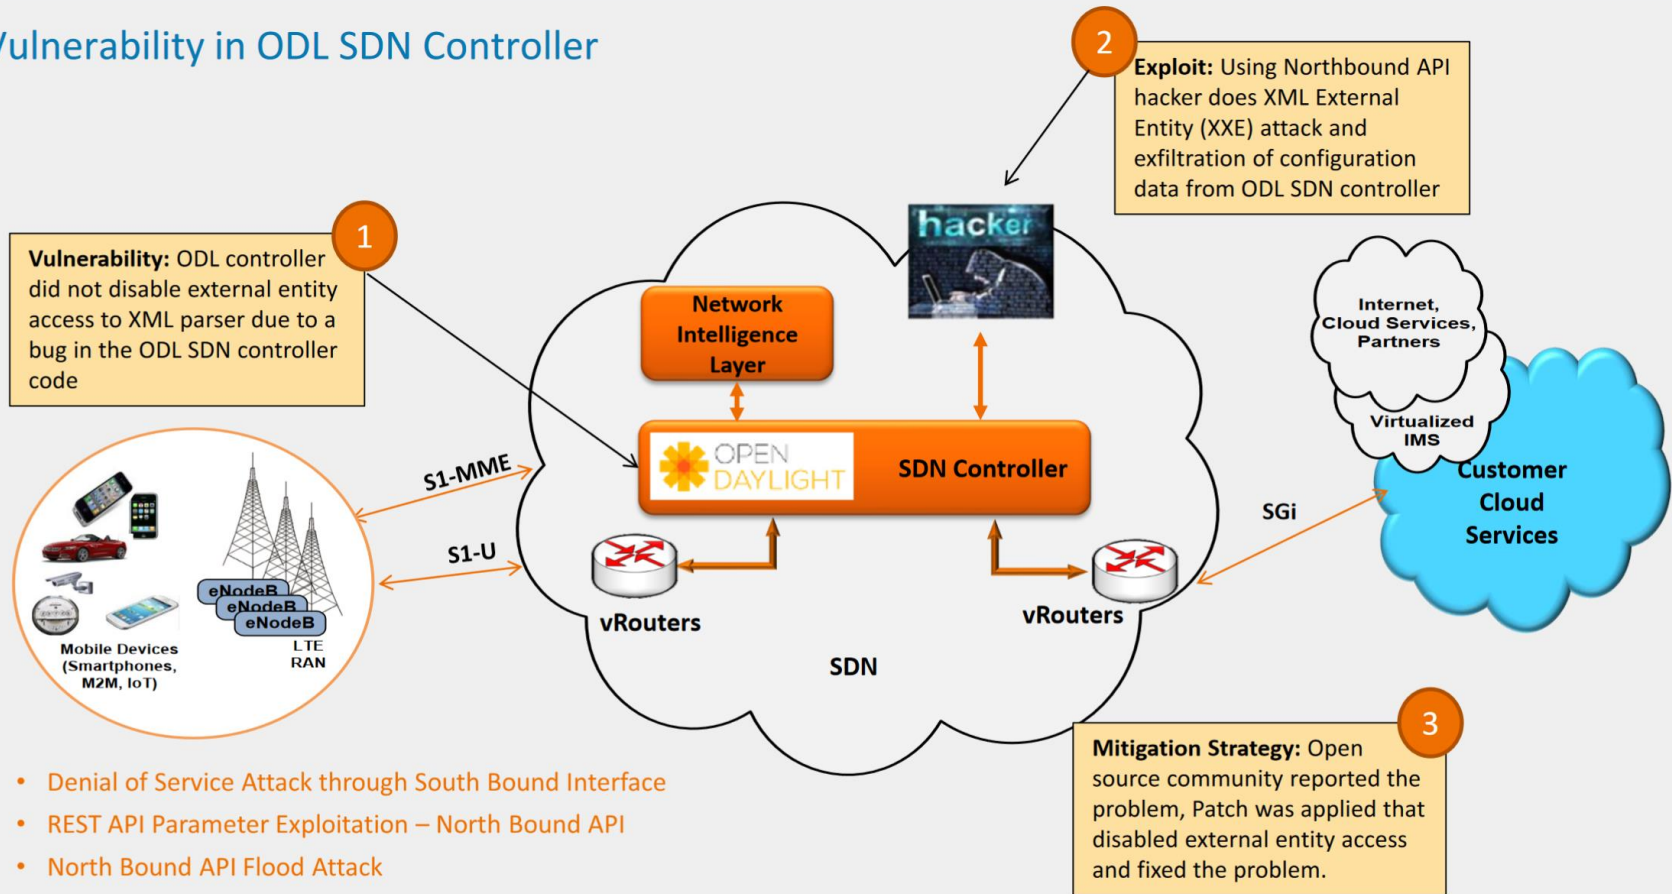 Vulnerability in ODL SDN Controller
1
Vulnerability: ODL controller
did not disable external entity
access to XML parser due to a
bug in the ODL SDN controller
code
2
Exploit: Using Northbound API
hacker does XML External
Entity (XXE) attack and
exfiltration of configuration
data from ODL SDN controller
hacker
Network
Intelligence
Layer
OPEN
DAYLIGHT
SDN Controller
Internet,
Cloud Services,
Partners
Virtualized
IMS
Customer
Cloud
Services
S1-MME
S1-U
SGi
eNodeB
eNodeB
eNodeB
LTE
RAN
Mobile Devices
(Smartphones,
M2M, IoT)
vRouters
vRouters
SDN
3
Mitigation Strategy: Open
source community reported the
problem, Patch was applied that
disabled external entity access
and fixed the problem.
• Denial of Service Attack through South Bound Interface
• REST API Parameter Exploitation – North Bound API
• North Bound API Flood Attack